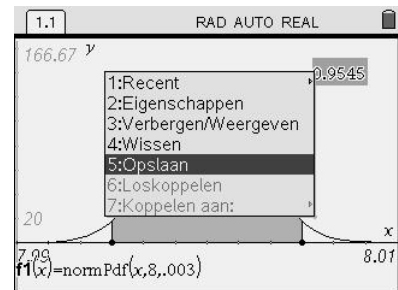 1.1 RAD AUTO REAL
166.67 y
0.9545
1:Recent
2:Eigenschappen
3:Verbergen/Weergeven
4:Wissen
5:Opslaan
6:Loskoppelen
7:Koppelen aan:
20
x
7.99 8.01
f1(x)=normPdf(x,8,.003)